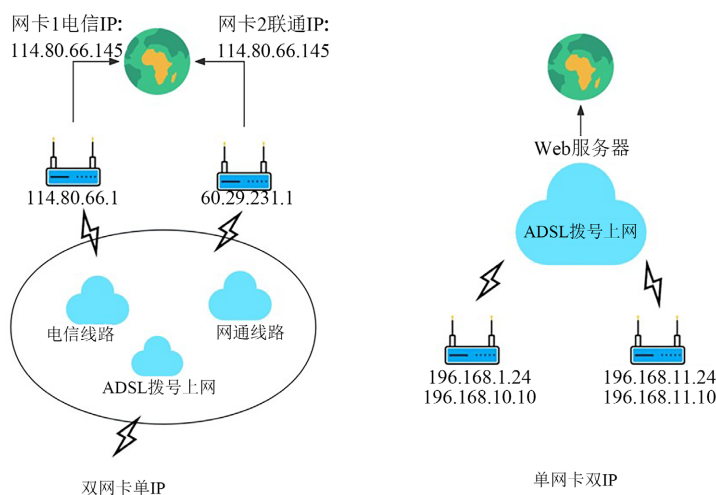 网卡1电信IP:
114.80.66.145
网卡2联通IP:
114.80.66.145
114.80.66.1
60.29.231.1
电信线路
网通线路
ADSL拨号上网
双网卡单IP
Web服务器
ADSL拨号上网
196.168.1.24
196.168.10.10
196.168.11.24
196.168.11.10
单网卡双IP